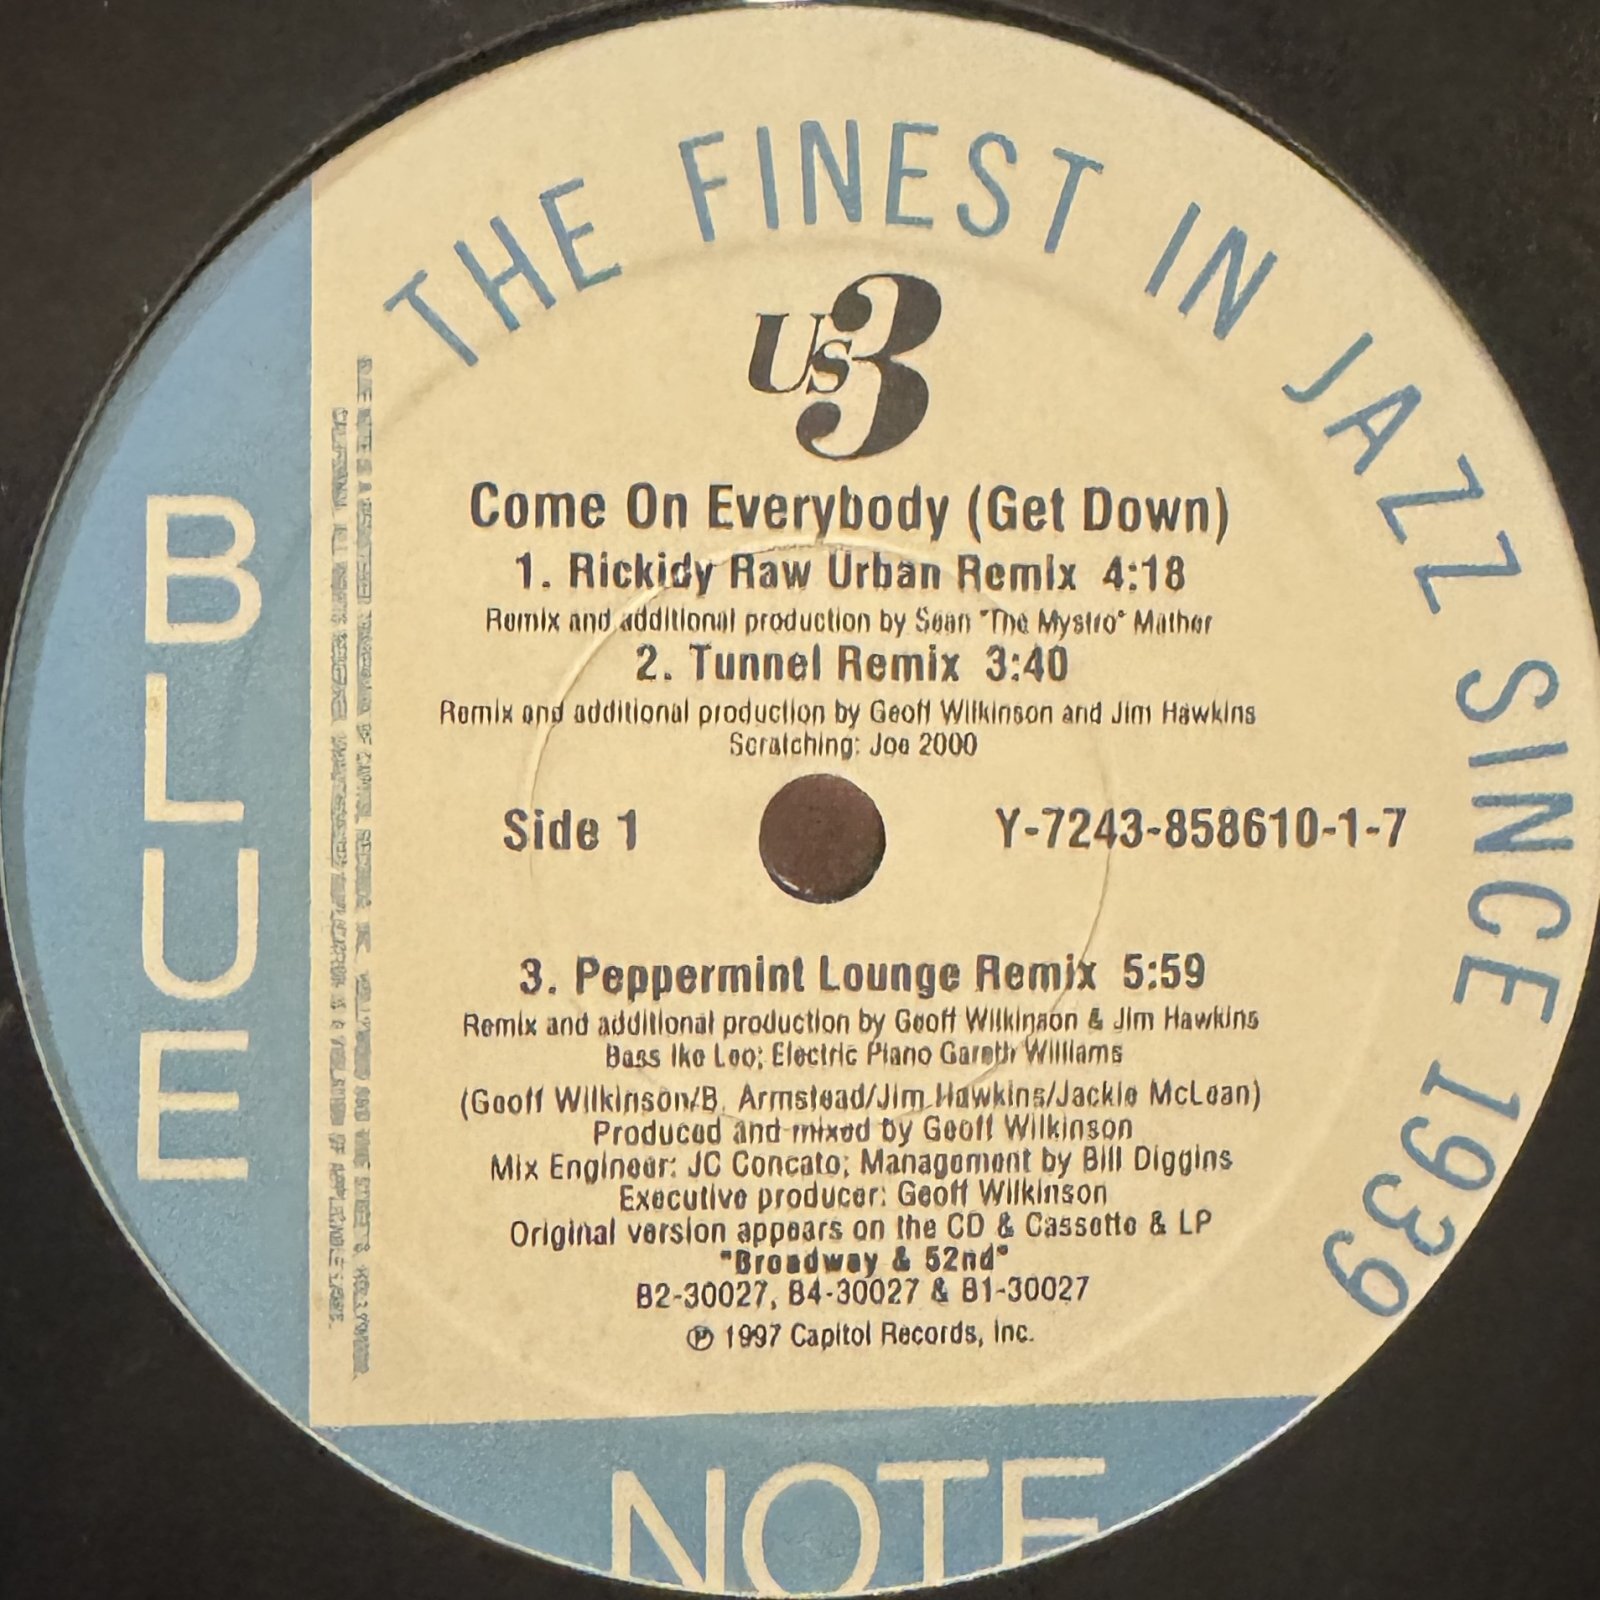 THE FINEST IN JAZZ SINCE 1939
Us3
Come On Everybody (Get Down)
1. Rickidy Raw Urban Remix 4:18
Remix and additional production by Sean "The Mystro" Mather
2. Tunnel Remix 3:40
Remix and additional production by Geoff Wilkinson and Jim Hawkins
Scratching: Joe 2000
Side 1
Y-7243-858610-1-7
3. Peppermint Lounge Remix 5:59
Remix and additional production by Geoff Wilkinson & Jim Hawkins
Bass Ike Leo; Electric Piano Gareth Williams
(Geoff Wilkinson/B. Armstead/Jim Hawkins/Jackie McLean)
Produced and mixed by Geoff Wilkinson
Mix Engineer: JC Concato; Management by Bill Diggins
Executive producer: Geoff Wilkinson
Original version appears on the CD & Cassette & LP
"Broadway & 52nd"
B2-30027, B4-30027 & B1-30027
℗ 1997 Capitol Records, Inc.
BLUE
NOTE